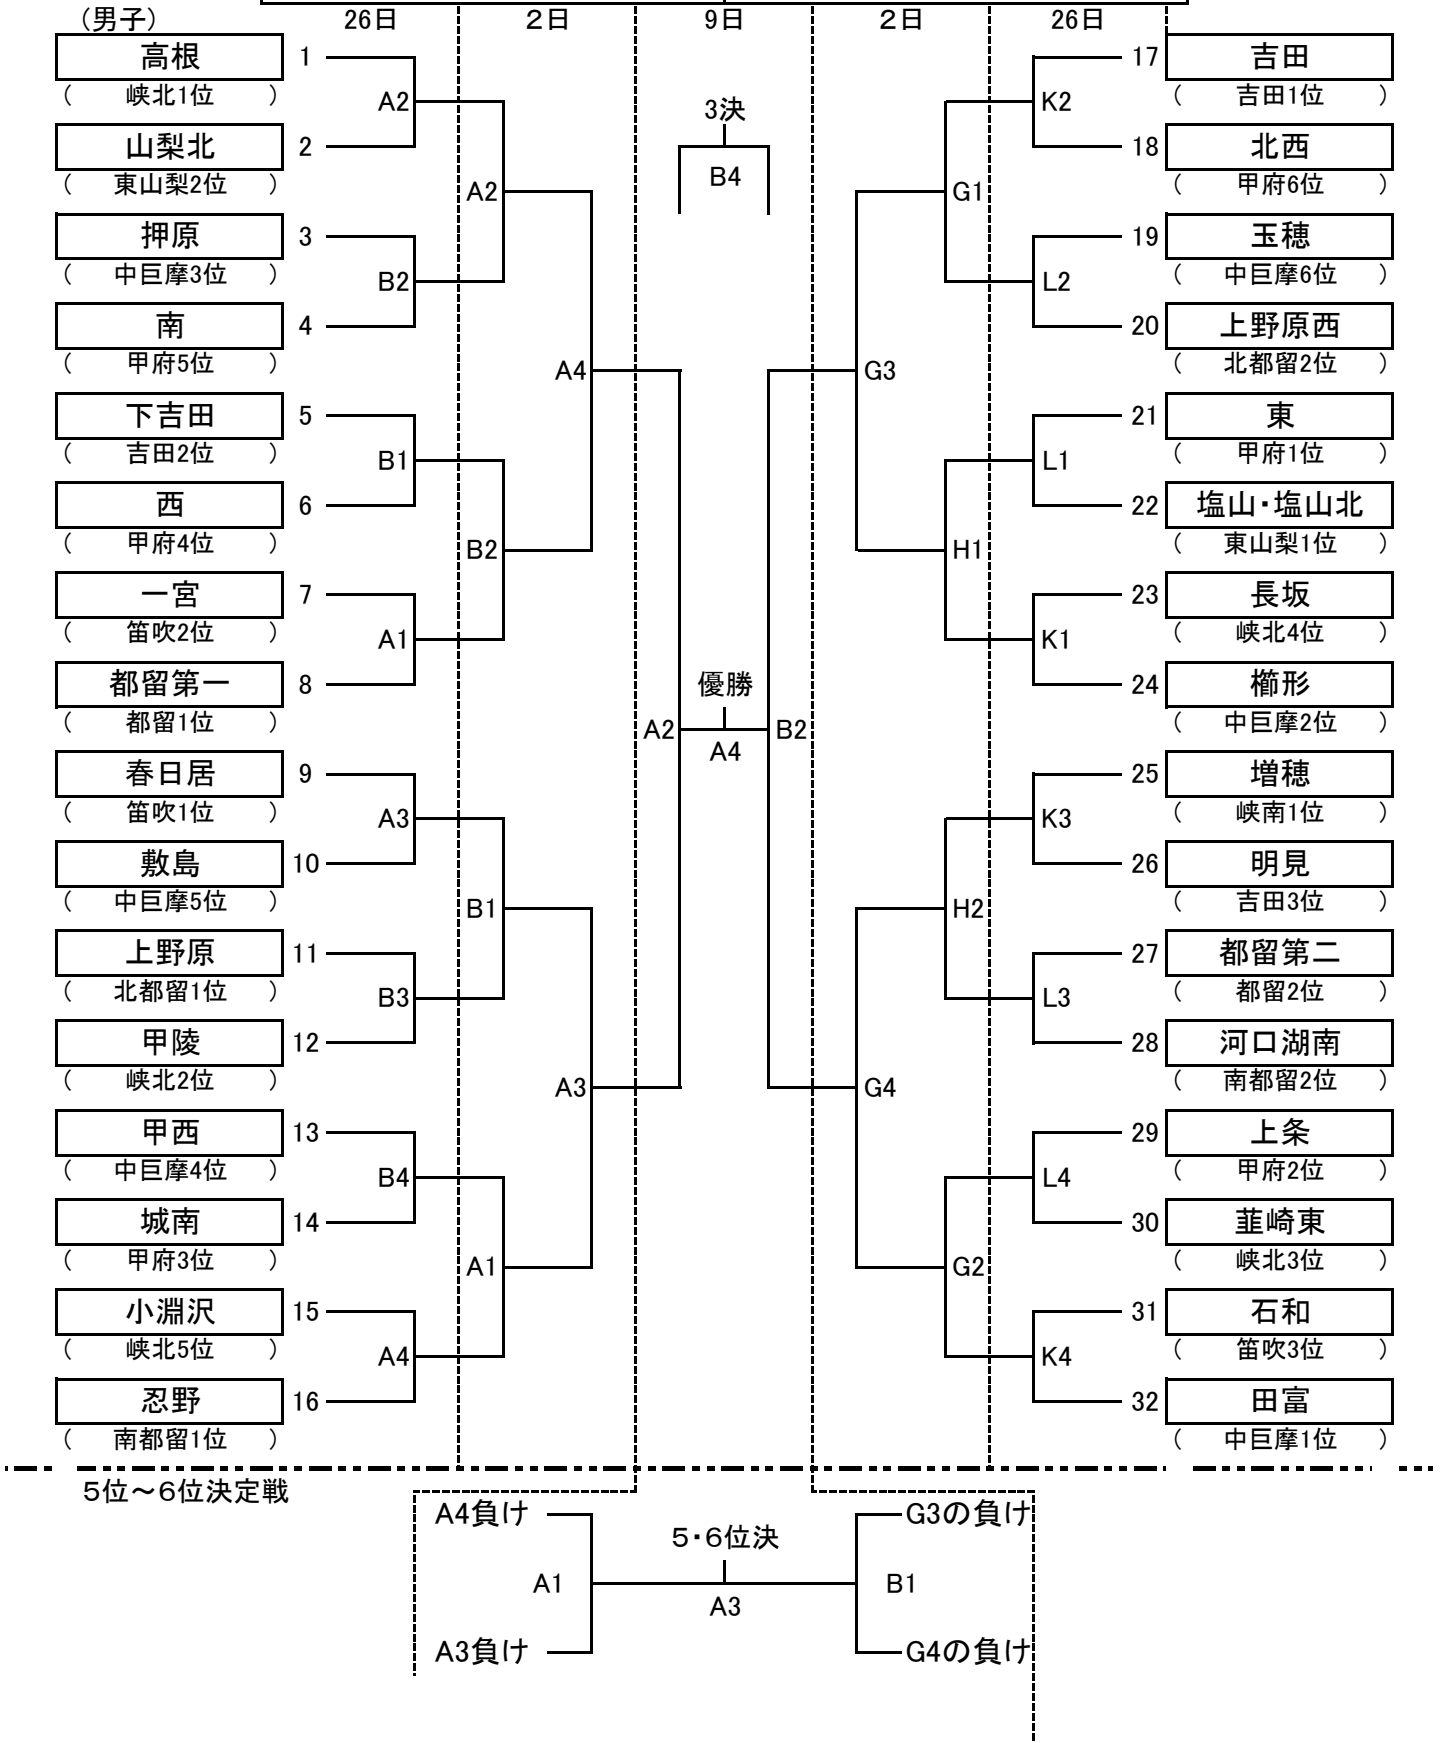 （男子） 26日 2日 9日 2日 26日
高根 1 17 吉田
（ 峡北1位 ） A2 K2 （ 吉田1位 ）
3決
山梨北 2 18 北西
（ 東山梨2位 ） A2 B4 G1 （ 甲府6位 ）
押原 3 19 玉穂
（ 中巨摩3位 ） B2 L2 （ 中巨摩6位 ）
南 4 20 上野原西
（ 甲府5位 ） A4 G3 （ 北都留2位 ）
下吉田 5 21 東
（ 吉田2位 ） B1 L1 （ 甲府1位 ）
西 6 22 塩山・塩山北
（ 甲府4位 ） B2 H1 （ 東山梨1位 ）
一宮 7 23 長坂
（ 笛吹2位 ） A1 K1 （ 峡北4位 ）
都留第一 8 優勝 24 櫛形
（ 都留1位 ） A2 B2 （ 中巨摩2位 ）
A4
春日居 9 25 増穂
（ 笛吹1位 ） A3 K3 （ 峡南1位 ）
敷島 10 26 明見
（ 中巨摩5位 ） B1 H2 （ 吉田3位 ）
上野原 11 27 都留第二
（ 北都留1位 ） B3 L3 （ 都留2位 ）
甲陵 12 28 河口湖南
（ 峡北2位 ） A3 G4 （ 南都留2位 ）
甲西 13 29 上条
（ 中巨摩4位 ） B4 L4 （ 甲府2位 ）
城南 14 30 韮崎東
（ 甲府3位 ） A1 G2 （ 峡北3位 ）
小淵沢 15 31 石和
（ 峡北5位 ） A4 K4 （ 笛吹3位 ）
忍野 16 32 田富
（ 南都留1位 ） （ 中巨摩1位 ）
5位～6位決定戦
A4負け G3の負け
5・6位決
A1 B1
A3
A3負け G4の負け